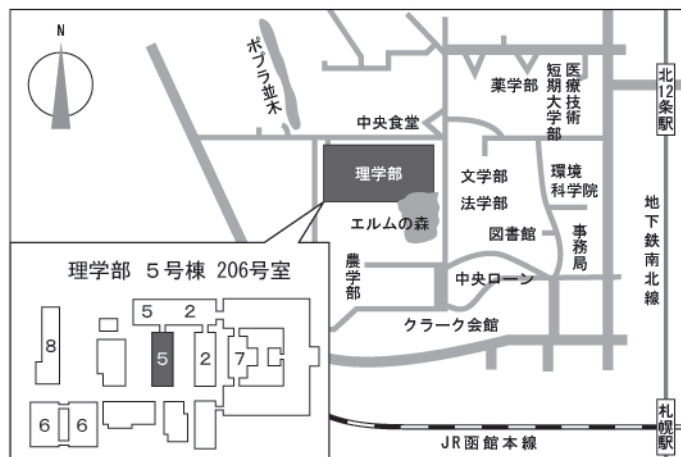 N
ポプラ並木
薬学部
医療技術
短期大学部
北12条駅
中央食堂
理学部
文学部
法学部
環境
科学院
エルムの森
図書館
事務局
地下鉄南北線
農学部
中央ローン
クラーク会館
理学部 5号棟 206号室
5 2
8
5
2
7
6 6
JR函館本線
札幌駅